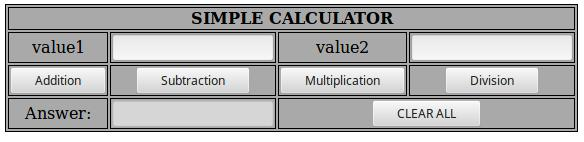 SIMPLE CALCULATOR
value1 value2
Addition Subtraction Multiplication Division
Answer: CLEAR ALL